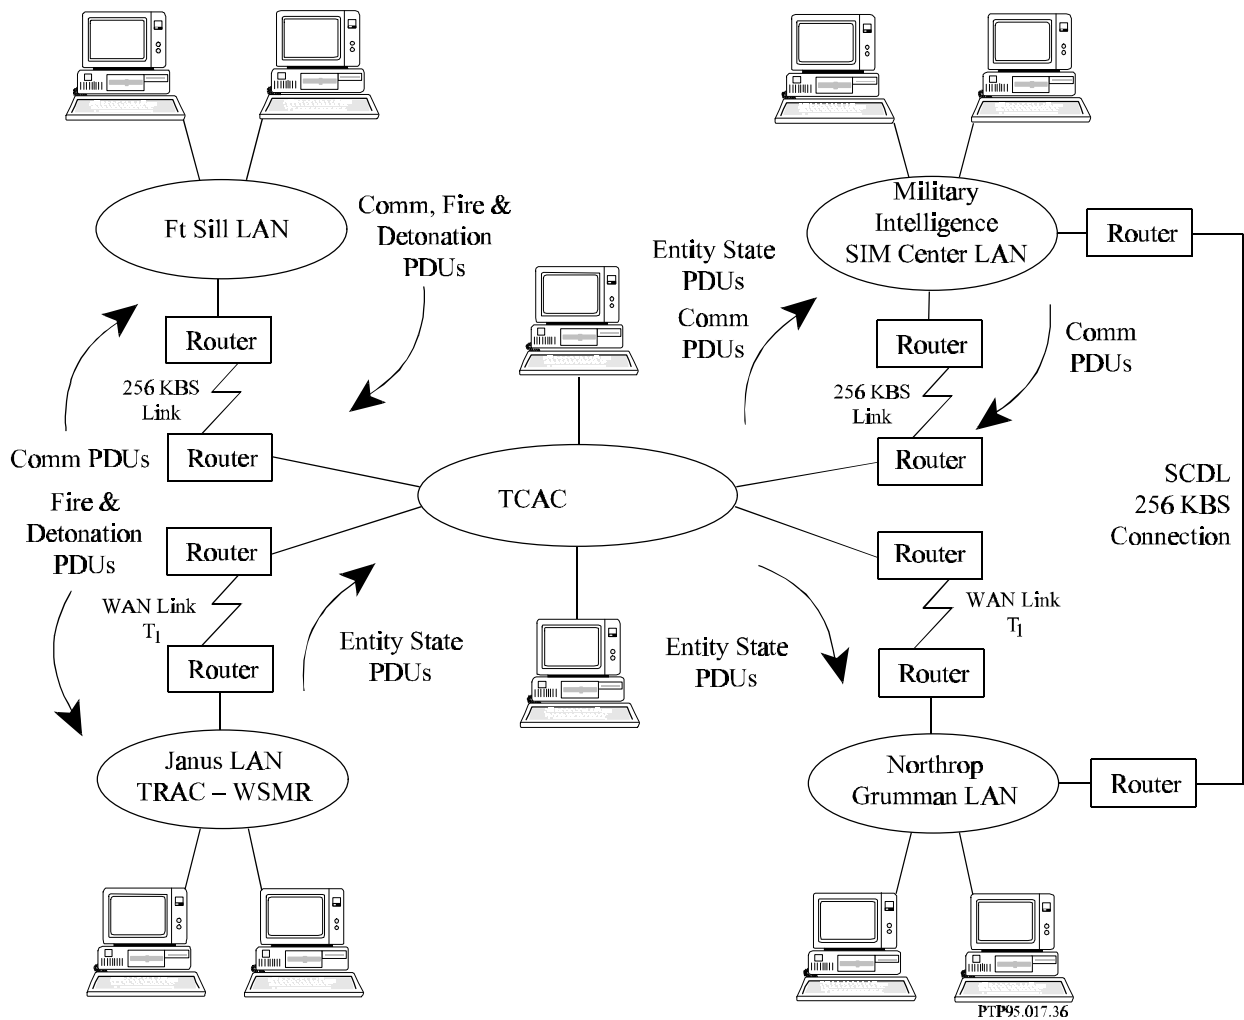 Ft Sill LAN
Comm, Fire &
Detonation
PDUs
Router
256 KBS
Link
Router
Comm PDUs
Fire &
Detonation
PDUs
Router
WAN Link
T1
Router
Entity State
PDUs
Janus LAN
TRAC – WSMR
TCAC
Military
Intelligence
SIM Center LAN
Router
Entity State
PDUs
Comm
PDUs
Router
Comm
PDUs
256 KBS
Link
Router
SCDL
256 KBS
Connection
Router
WAN Link
T1
Entity State
PDUs
Router
Northrop
Grumman LAN
Router
PTP95.017.36